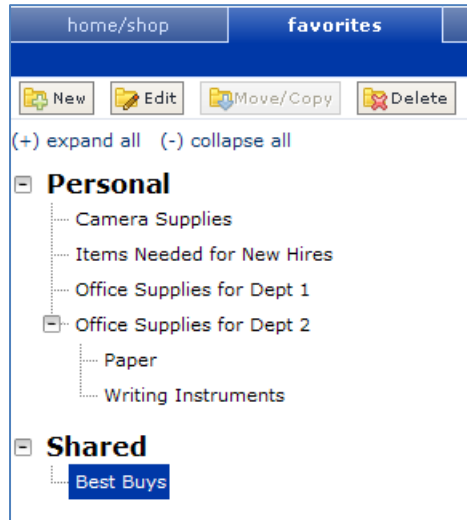 home/shop favorites
New Edit Move/Copy Delete
(+) expand all (-) collapse all
Personal
Camera Supplies
Items Needed for New Hires
Office Supplies for Dept 1
Office Supplies for Dept 2
Paper
Writing Instruments
Shared
Best Buys